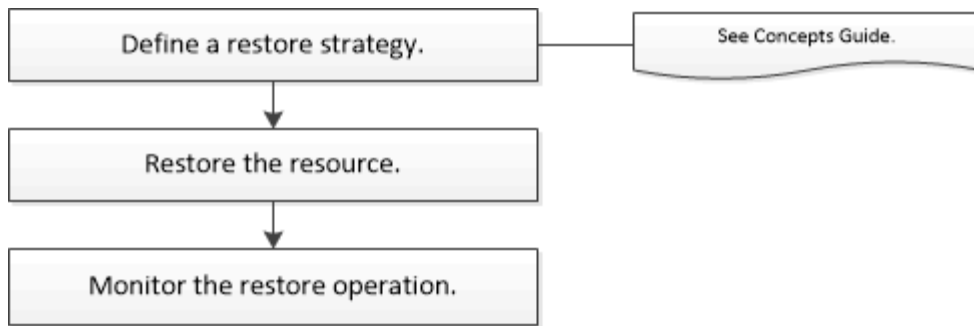 Define a restore strategy.
See Concepts Guide.
Restore the resource.
Monitor the restore operation.